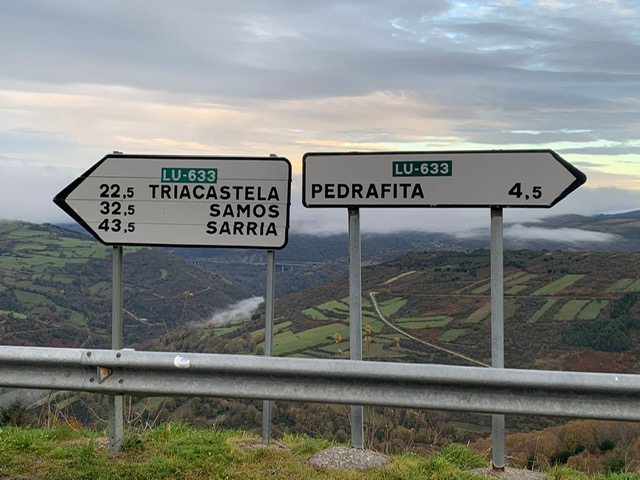 LU-633
22,5 TRIACASTELA
32,5 SAMOS
43,5 SARRIA
LU-633
PEDRAFITA 4,5